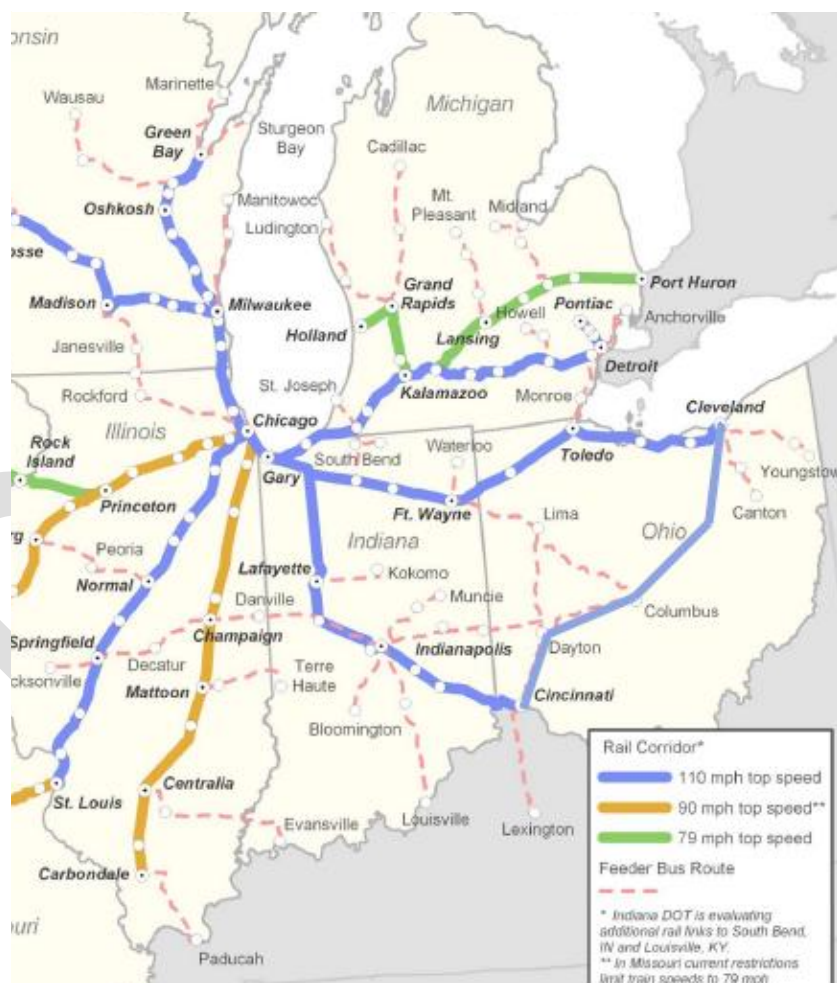 onsin
Marinette
Wausau
Michigan
Green
Bay
Sturgeon
Bay
Cadillac
Mt.
Pleasant
Midland
Oshkosh
Manitowoc
Ludington
osse
Grand
Rapids
Port Huron
Madison
Milwaukee
Pontiac
Holland
Lansing
Howell
Anchorville
Janesville
Detroit
St. Joseph
Kalamazoo
Monroe
Rockford
Chicago
Cleveland
Illinois
Rock
Island
South Bend
Waterloo
Toledo
Gary
Youngstow
Princeton
Ft. Wayne
Canton
rg
Lima
Ohio
Peoria
Indiana
Normal
Lafayette
Kokomo
Muncie
Danville
Columbus
Springfield
Champaign
Indianapolis
Dayton
cksonville
Decatur
Terre
Haute
Mattoon
Cincinnati
Bloomington
Rail Corridor*
110 mph top speed
Centralia
St. Louis
90 mph top speed**
Evansville
Louisville
Lexington
79 mph top speed
Carbondale
Feeder Bus Route
uri
* Indiana DOT is evaluating
additional rail links to South Bend,
IN and Louisville, KY.
Paducah
** In Missouri current restrictions
limit train speeds to 79 mph